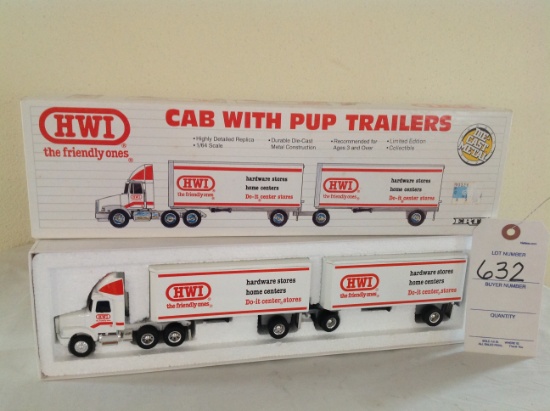 HWI
the friendly ones
CAB WITH PUP TRAILERS
• Highly Detailed Replica
• 1/64 Scale
• Durable Die-Cast
Metal Construction
• Recommended for
Ages 3 and Over
• Limited Edition
• Collectible
DIE CAST METAL
HWI
the friendly ones
hardware stores
home centers
Do-it center stores
HWI
the friendly ones
hardware stores
home centers
Do-it center stores
ERTL
HWI
the friendly ones
hardware stores
home centers
Do-it center stores
HWI
the friendly ones
hardware stores
home centers
Do-it center stores
LOT NUMBER
632
BUYER NUMBER
QUANTITY